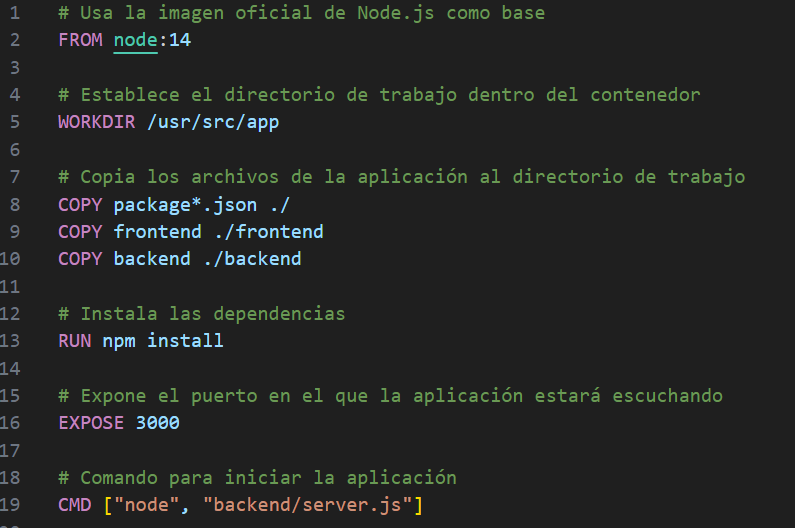 1 # Usa la imagen oficial de Node.js como base
2 FROM node:14
3
4 # Establece el directorio de trabajo dentro del contenedor
5 WORKDIR /usr/src/app
6
7 # Copia los archivos de la aplicación al directorio de trabajo
8 COPY package*.json ./
9 COPY frontend ./frontend
10 COPY backend ./backend
11
12 # Instala las dependencias
13 RUN npm install
14
15 # Expone el puerto en el que la aplicación estará escuchando
16 EXPOSE 3000
17
18 # Comando para iniciar la aplicación
19 CMD ["node", "backend/server.js"]